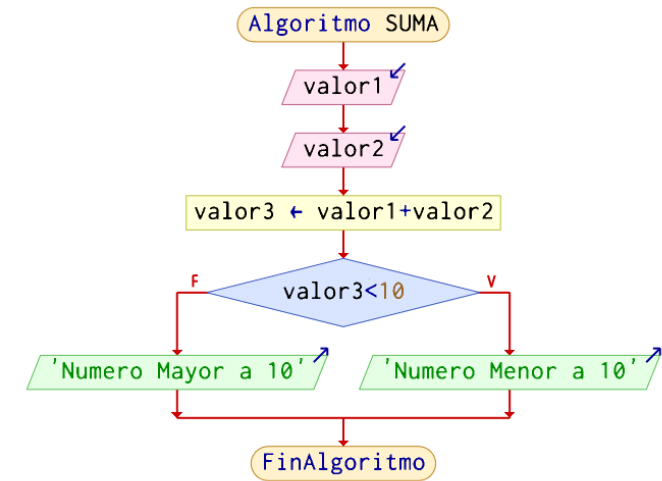 Algoritmo SUMA
valor1
valor2
valor3 ← valor1+valor2
valor3<10
F
V
'Numero Mayor a 10'
'Numero Menor a 10'
FinAlgoritmo